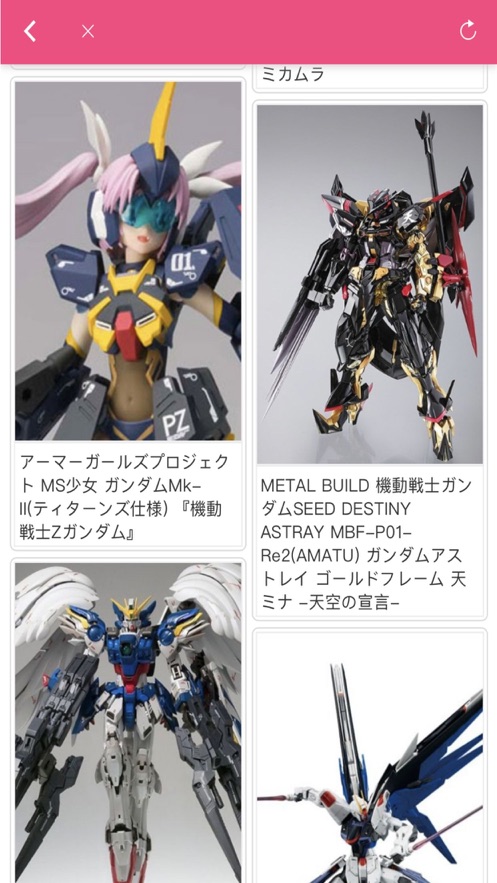 ミカムラ
01.
PZ
アーマーガールズプロジェク
ト MS少女 ガンダムMk−
II(ティターンズ仕様) 『機動
戦士Zガンダム』
METAL BUILD 機動戦士ガン
ダムSEED DESTINY
ASTRAY MBF−P01−
Re2(AMATU) ガンダムアス
トレイ ゴールドフレーム 天
ミナ −天空の宣言−